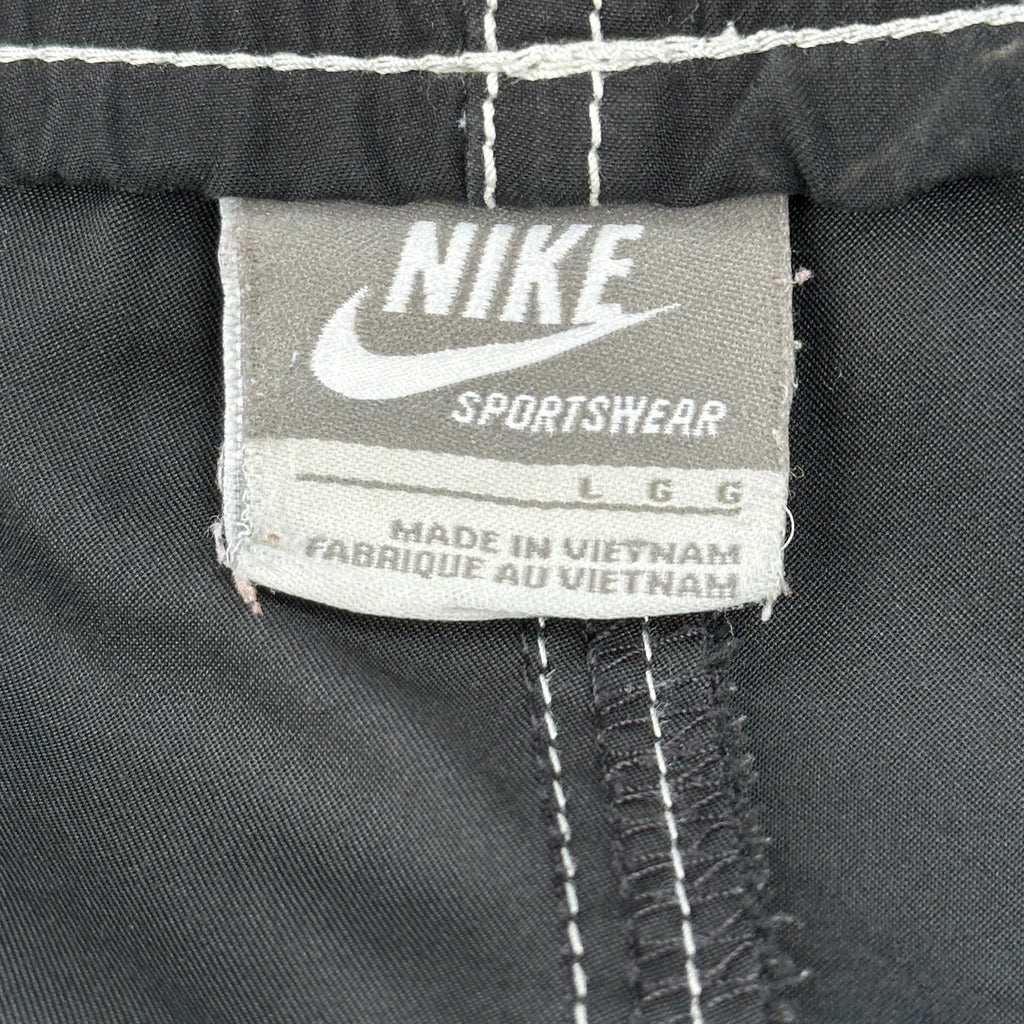 NIKE
SPORTSWEAR
L G G
MADE IN VIETNAM
FABRIQUE AU VIETNAM